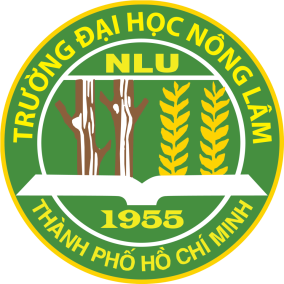 TRƯỜNG ĐẠI HỌC NÔNG LÂM
NLU
1955
THÀNH PHỐ HỒ CHÍ MINH